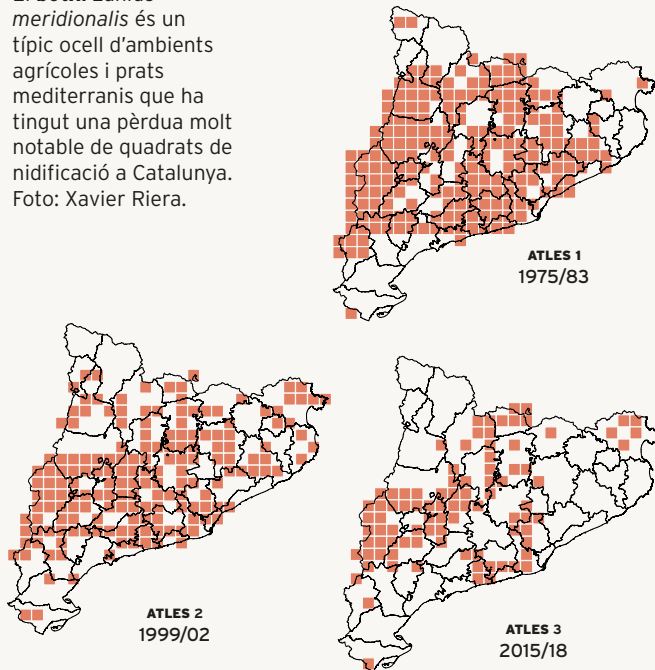 meridionalis és un
típic ocell d’ambients
agrícoles i prats
mediterranis que ha
tingut una pèrdua molt
notable de quadrats de
nidificació a Catalunya.
Foto: Xavier Riera.
ATLES 1
1975/83
ATLES 2
1999/02
ATLES 3
2015/18